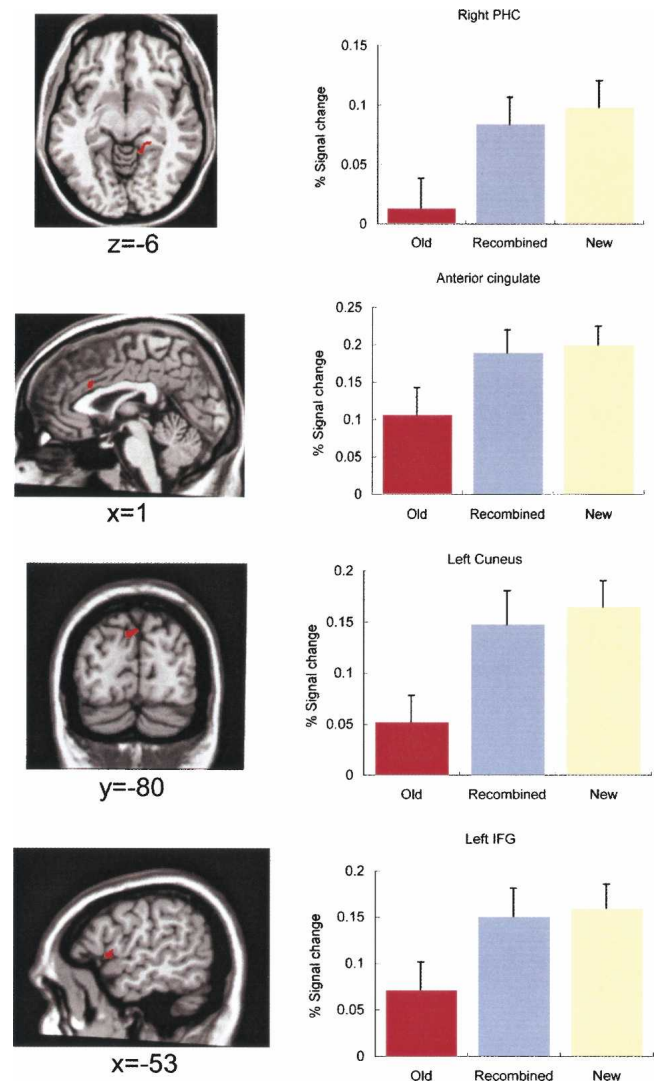 Right PHC
% Signal change
0.15
0.1
0.05
0
Old Recombined New
z=-6
Anterior cingulate
% Signal change
0.25
0.2
0.15
0.1
0.05
0
Old Recombined New
x=1
Left Cuneus
% Signal change
0.2
0.15
0.1
0.05
0
Old Recombined New
y=-80
Left IFG
% Signal change
0.2
0.15
0.1
0.05
0
Old Recombined New
x=-53